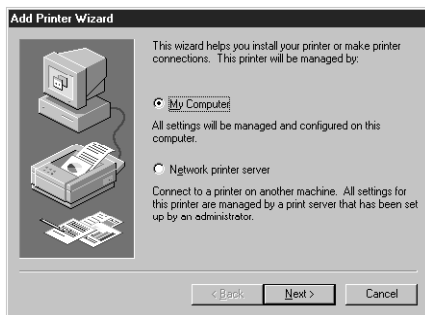 Add Printer Wizard
This wizard helps you install your printer or make printer
connections. This printer will be managed by:
My Computer
All settings will be managed and configured on this
computer.
Network printer server
Connect to a printer on another machine. All settings for
this printer are managed by a print server that has been set
up by an administrator.
< Back
Next >
Cancel